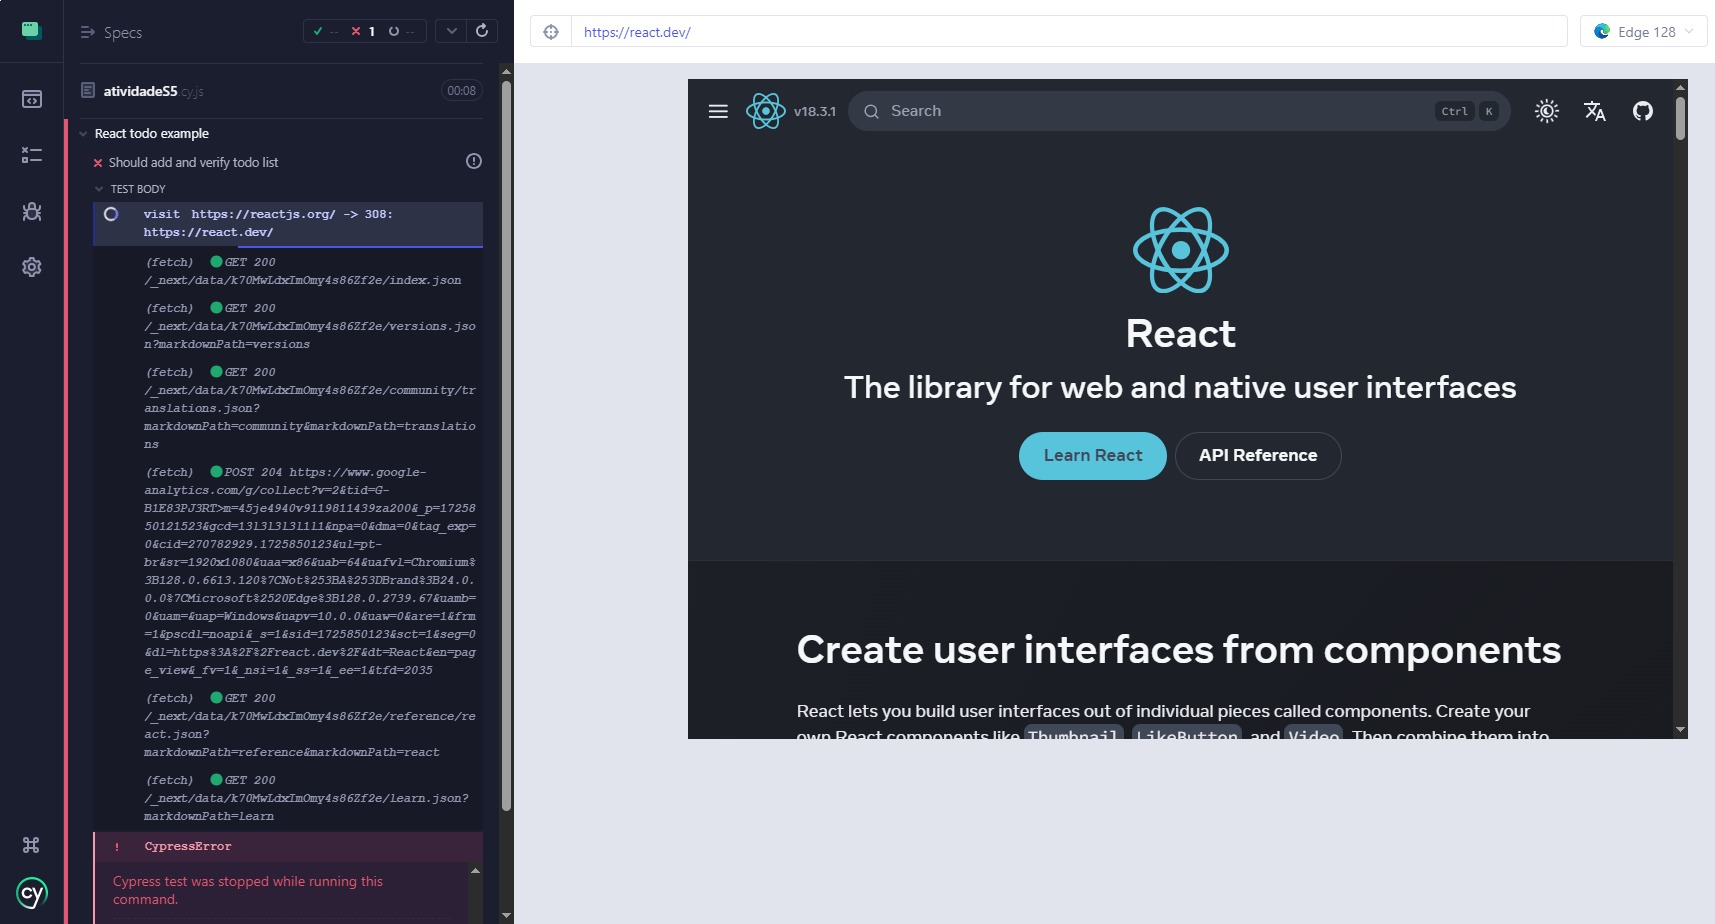 Specs
-- 1 --
atividadeS5 cy.js
00:08
React todo example
Should add and verify todo list
TEST BODY
visit https://reactjs.org/ -> 308:
https://react.dev/
(fetch) GET 200
/_next/data/k70MwLdxImOmy4s86Zf2e/index.json
(fetch) GET 200
/_next/data/k70MwLdxImOmy4s86Zf2e/versions.jso
n?markdownPath=versions
(fetch) GET 200
/_next/data/k70MwLdxImOmy4s86Zf2e/community/tr
anslations.json?
markdownPath=community&markdownPath=translatio
ns
(fetch) POST 204 https://www.google-
analytics.com/g/collect?v=2&tid=G-
B1E83PJ3RT>m=45je4940v9119811439za200&_p=1725
850121523&gcd=13l3l3l3l1l1&npa=0&dma=0&tag_exp=
0&cid=270782929.1725850123&ul=pt-
br&sr=1920x1080&uaa=x86&uab=64&uafvl=Chromium%
3B128.0.6613.120%7CNot%253BA%253DBrand%3B24.0.
0.0%7CMicrosoft%2520Edge%3B128.0.2739.67&uamb=
0&uam=&uap=Windows&uapv=10.0.0&uaw=0&are=1&frm
=1&pscdl=noapi&_s=1&sid=1725850123&sct=1&seg=0
&dl=https%3A%2F%2Freact.dev%2F&dt=React&en=pag
e_view&_fv=1&_nsi=1&_ss=1&_ee=1&tfd=2035
(fetch) GET 200
/_next/data/k70MwLdxImOmy4s86Zf2e/reference/re
act.json?
markdownPath=reference&markdownPath=react
(fetch) GET 200
/_next/data/k70MwLdxImOmy4s86Zf2e/learn.json?
markdownPath=learn
! CypressError
Cypress test was stopped while running this
command.
cy
https://react.dev/
Edge 128
v18.3.1
Search
Ctrl K
React
The library for web and native user interfaces
Learn React
API Reference
Create user interfaces from components
React lets you build user interfaces out of individual pieces called components. Create your
own React components like Thumbnail, LikeButton, and Video. Then combine them into